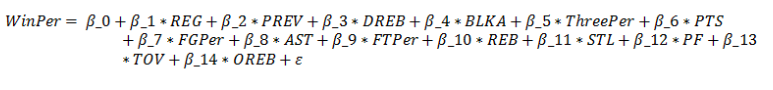 WinPer = β_0 + β_1 * REG + β_2 * PREV + β_3 * DREB + β_4 * BLKA + β_5 * ThreePer + β_6 * PTS
+ β_7 * FGPer + β_8 * AST + β_9 * FTPer + β_10 * REB + β_11 * STL + β_12 * PF + β_13
* TOV + β_14 * OREB + ε